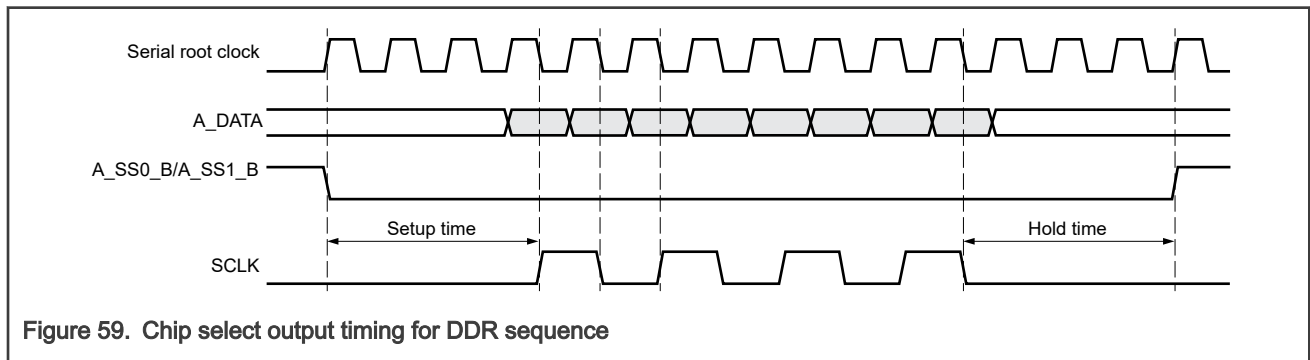 Serial root clock
A_DATA
A_SS0_B/A_SS1_B
Setup time
Hold time
SCLK
Figure 59. Chip select output timing for DDR sequence